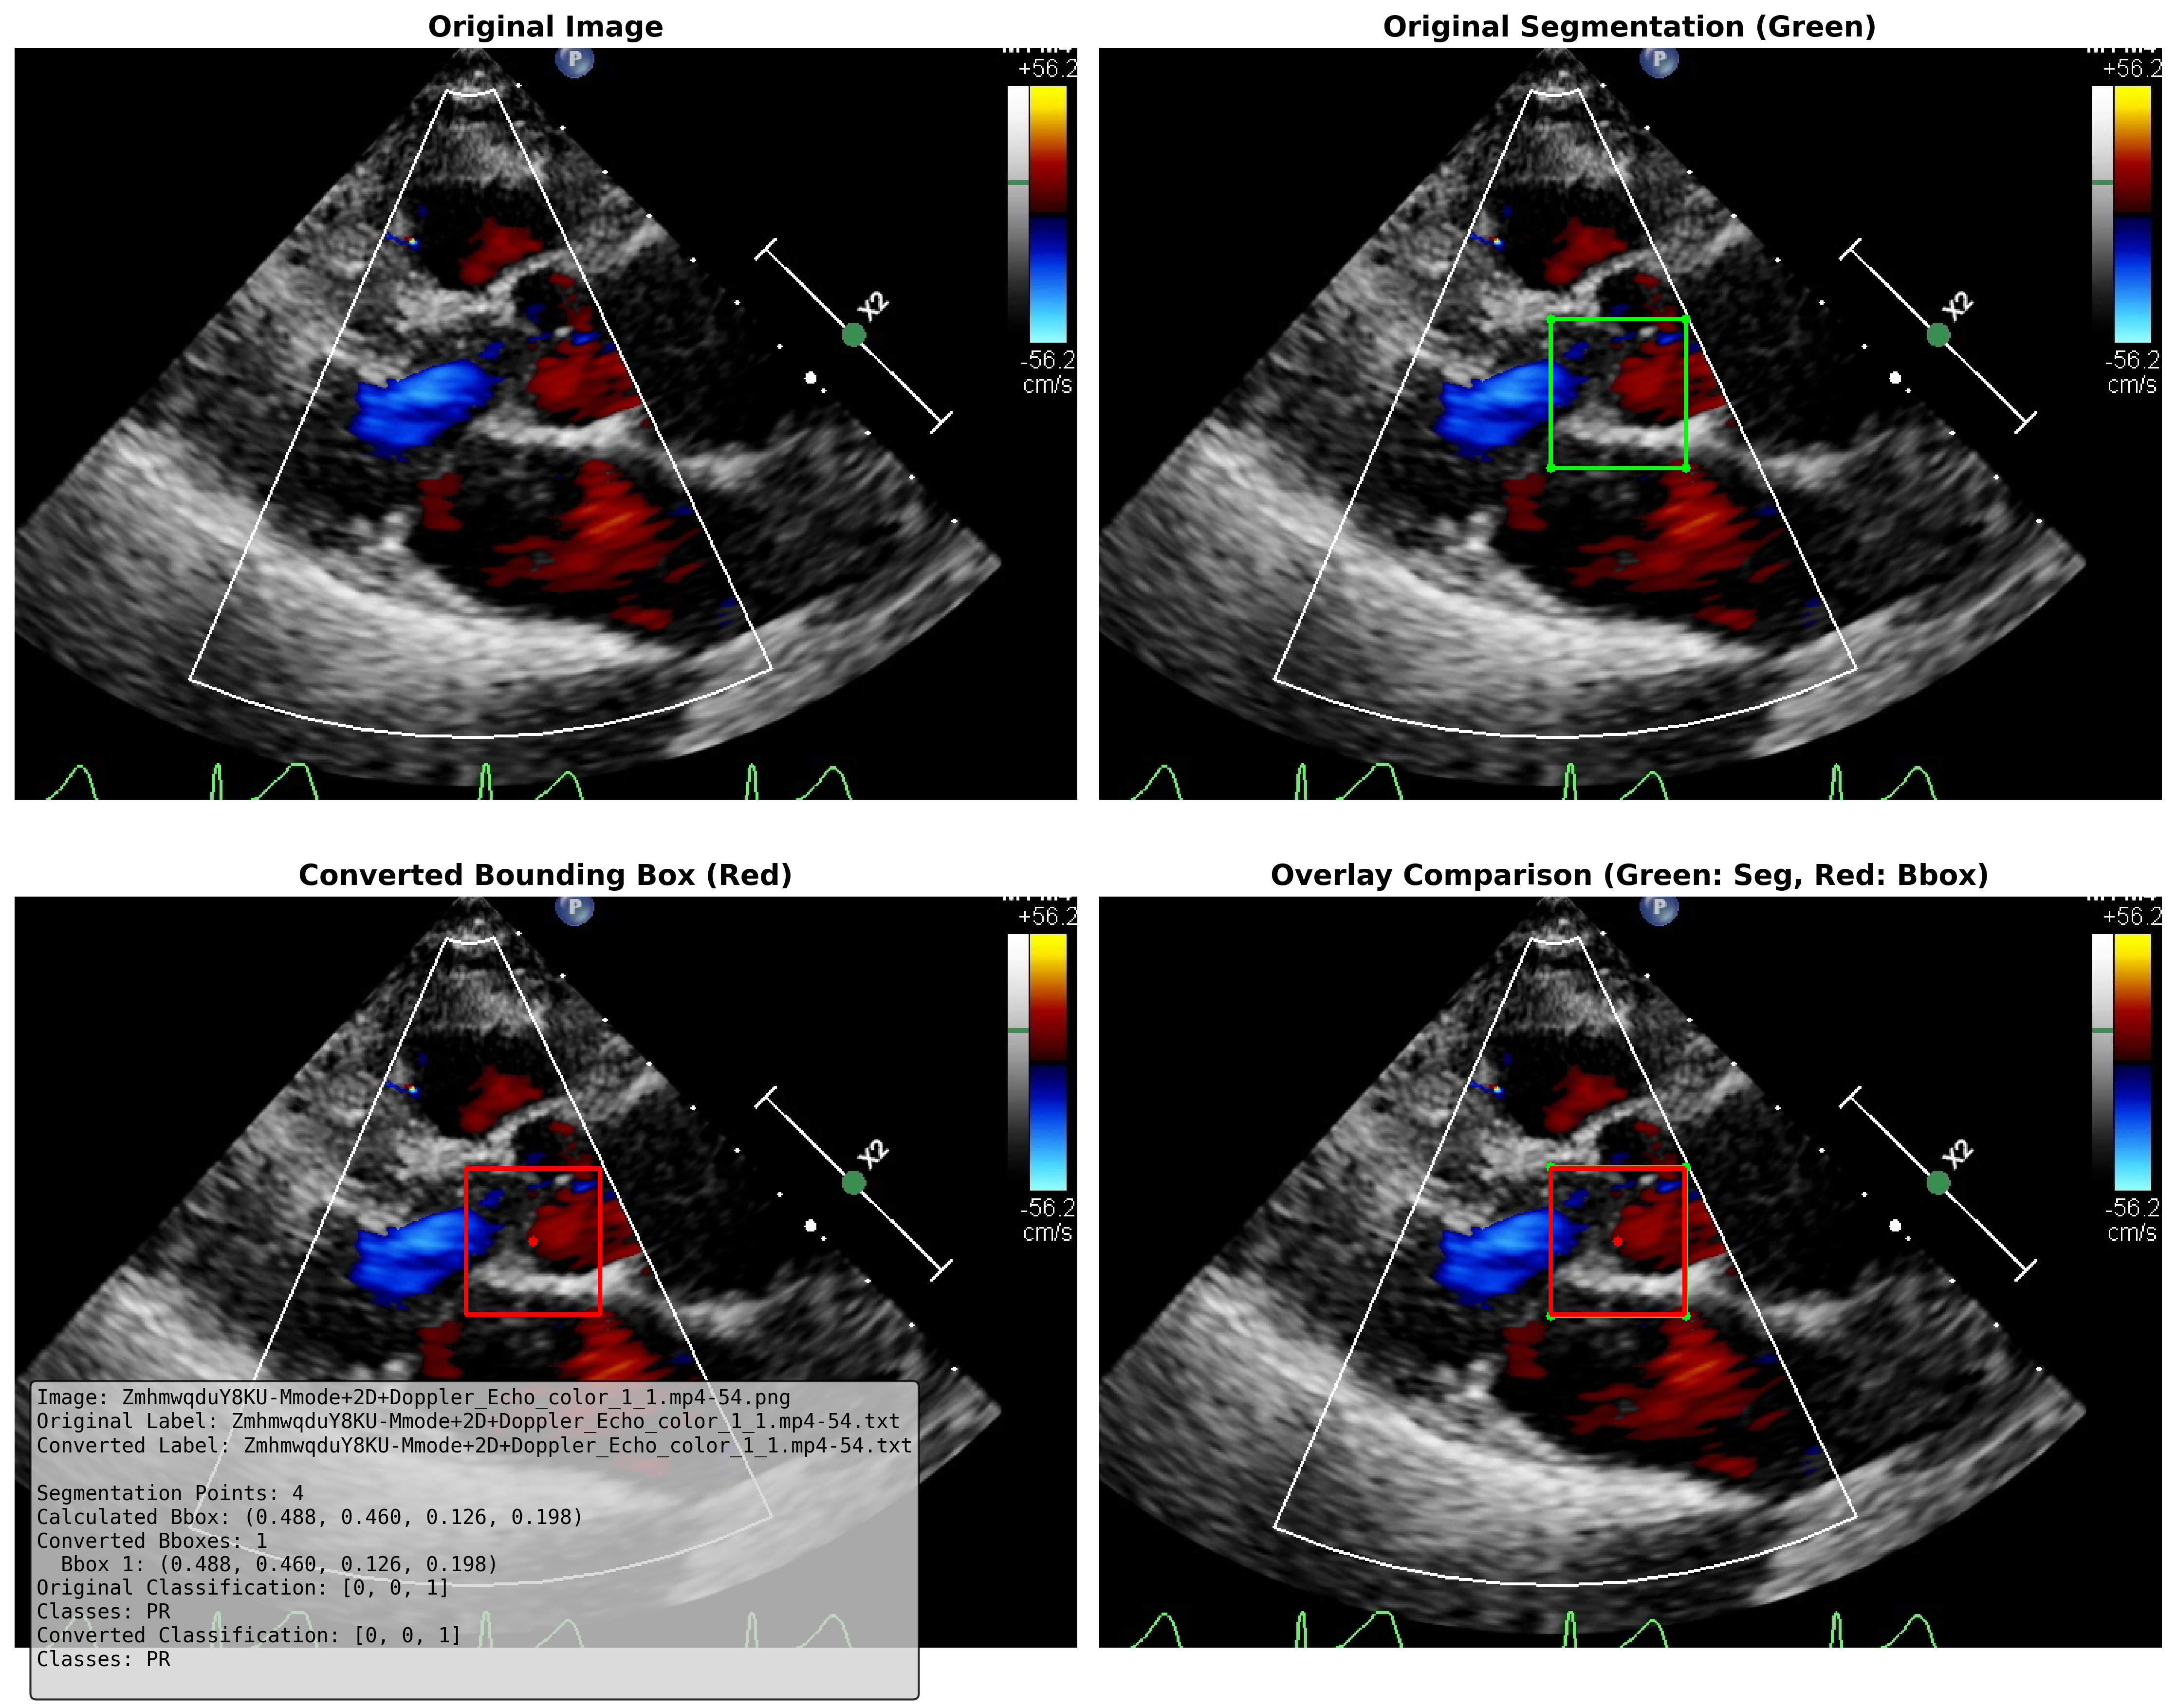 Original Image
Original Segmentation (Green)
P
+56.2
X2
-56.2
cm/s
P
+56.2
X2
-56.2
cm/s
Converted Bounding Box (Red)
Overlay Comparison (Green: Seg, Red: Bbox)
P
+56.2
X2
-56.2
cm/s
P
+56.2
X2
-56.2
cm/s
Image: ZmhmwqduY8KU-Mmode+2D+Doppler_Echo_color_1_1.mp4-54.png
Original Label: ZmhmwqduY8KU-Mmode+2D+Doppler_Echo_color_1_1.mp4-54.txt
Converted Label: ZmhmwqduY8KU-Mmode+2D+Doppler_Echo_color_1_1.mp4-54.txt
Segmentation Points: 4
Calculated Bbox: (0.488, 0.460, 0.126, 0.198)
Converted Bboxes: 1
Bbox 1: (0.488, 0.460, 0.126, 0.198)
Original Classification: [0, 0, 1]
Classes: PR
Converted Classification: [0, 0, 1]
Classes: PR